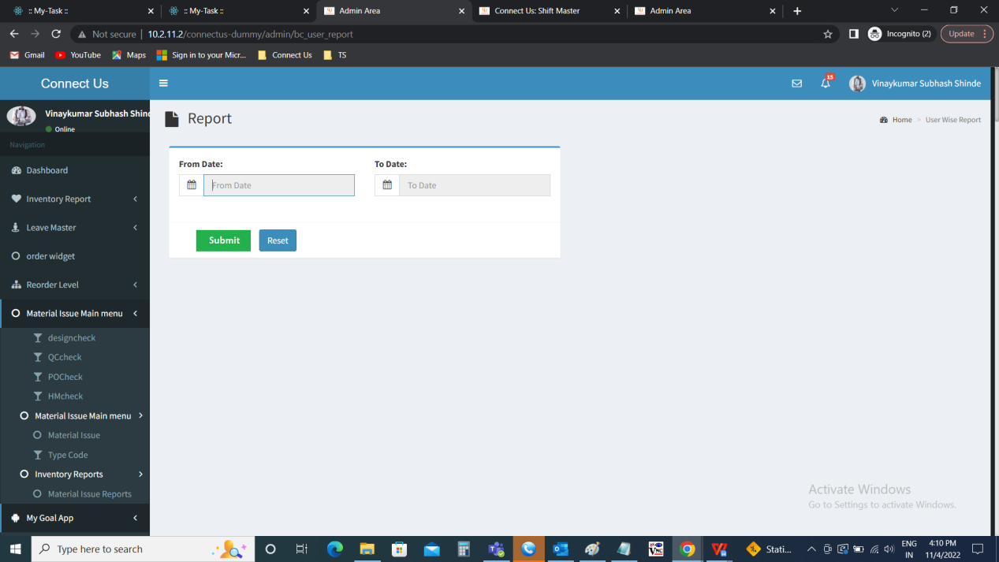 :: My-Task ::
:: My-Task ::
Admin Area
Connect Us: Shift Master
Admin Area
Not secure | 10.2.11.2/connectus-dummy/admin/bc_user_report
Incognito (2)
Update
Gmail
YouTube
Maps
Sign in to your Micr...
Connect Us
TS
Connect Us
15
Vinaykumar Subhash Shinde
Vinaykumar Subhash Shind
Online
Navigation
Dashboard
Inventory Report
Leave Master
order widget
Reorder Level
Material Issue Main menu
designcheck
QCcheck
POCheck
HMcheck
Material Issue Main menu
Material Issue
Type Code
Inventory Reports
Material Issue Reports
My Goal App
Report
Home > User Wise Report
From Date:
To Date:
From Date
To Date
Submit
Reset
Activate Windows
Go to Settings to activate Windows.
Type here to search
Stati...
ENG
IN
4:10 PM
11/4/2022